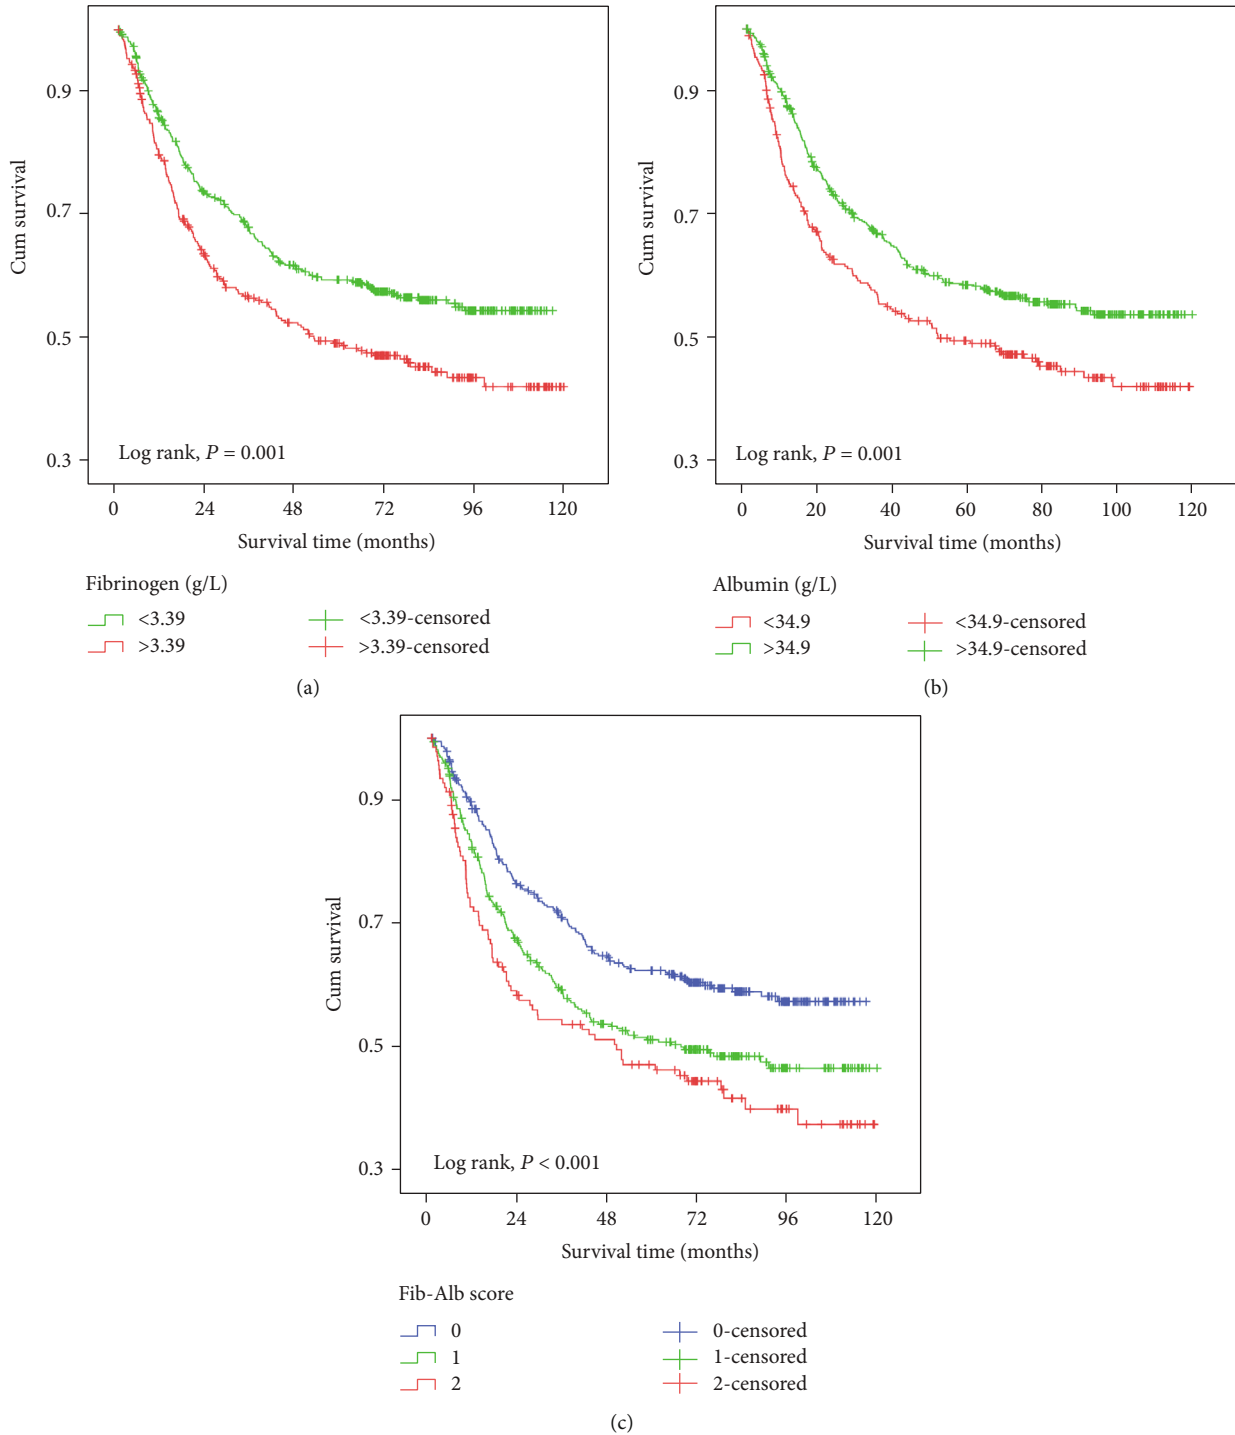 Cum survival
0.9
0.7
0.5
0.3
Log rank, P = 0.001
0 24 48 72 96 120
Survival time (months)
Fibrinogen (g/L)
<3.39 <3.39-censored
>3.39 >3.39-censored
(a)
Cum survival
0.9
0.7
0.5
0.3
Log rank, P = 0.001
0 20 40 60 80 100 120
Survival time (months)
Albumin (g/L)
<34.9 <34.9-censored
>34.9 >34.9-censored
(b)
Cum survival
0.9
0.7
0.5
0.3
Log rank, P < 0.001
0 24 48 72 96 120
Survival time (months)
Fib-Alb score
0 0-censored
1 1-censored
2 2-censored
(c)